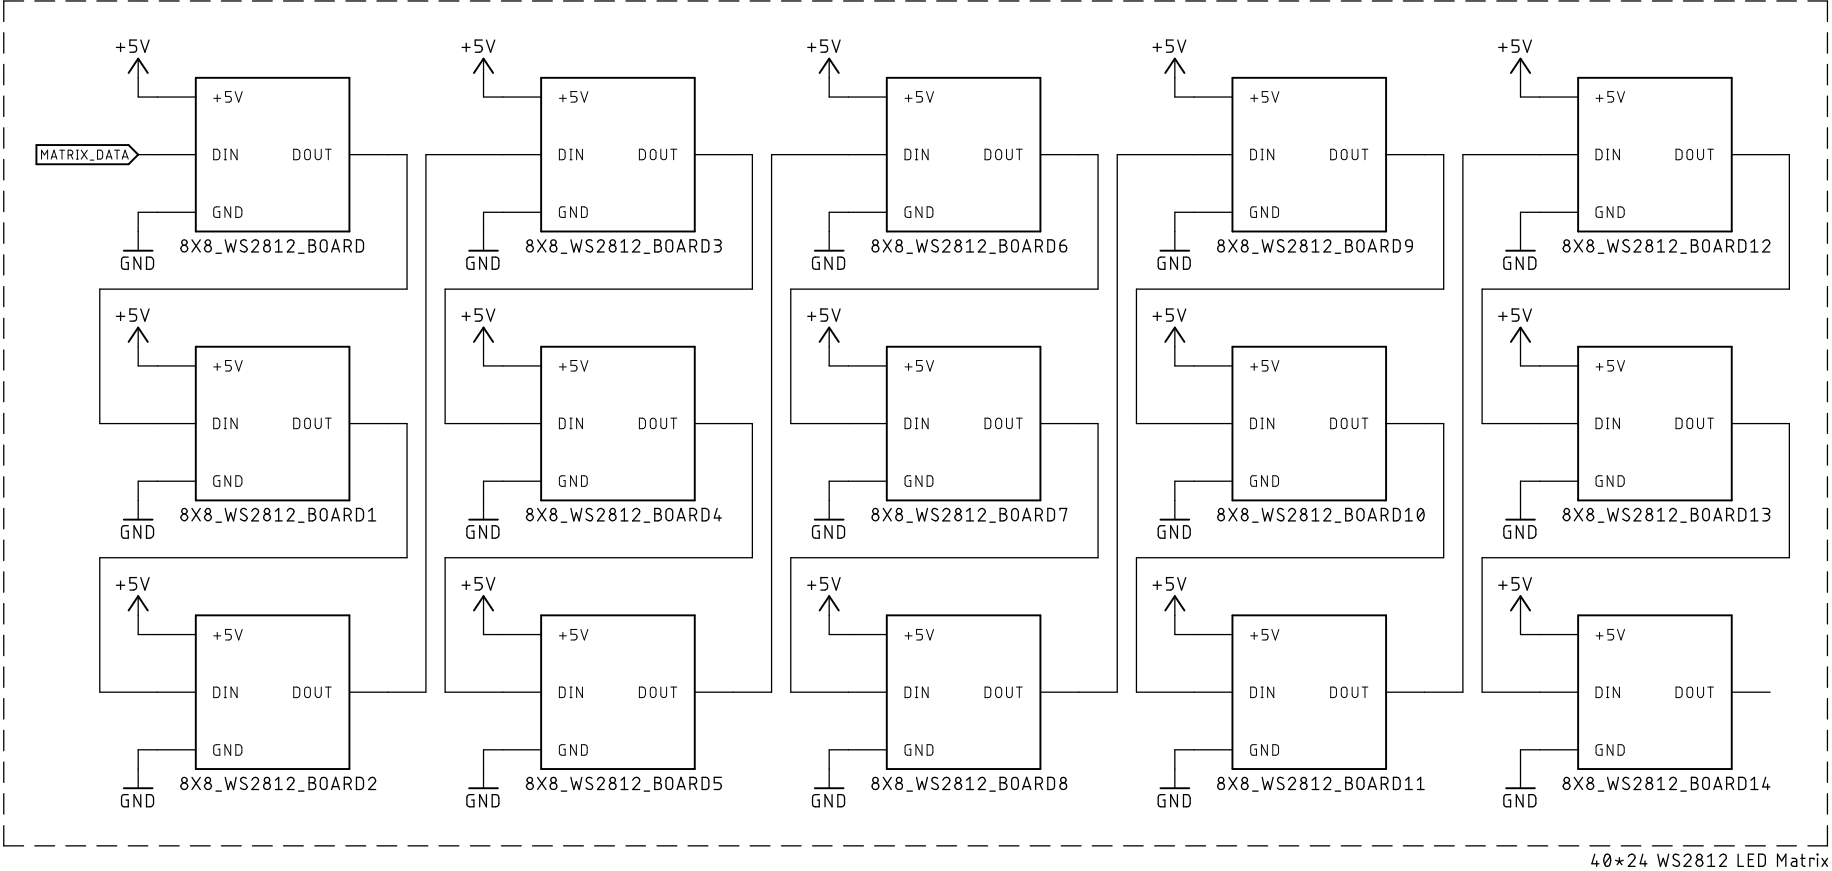 +5V +5V +5V +5V +5V
+5V +5V +5V +5V +5V
MATRIX_DATA DIN DOUT DIN DOUT DIN DOUT DIN DOUT DIN DOUT
GND GND GND GND GND
8X8_WS2812_BOARD 8X8_WS2812_BOARD3 8X8_WS2812_BOARD6 8X8_WS2812_BOARD9 8X8_WS2812_BOARD12
GND GND GND GND GND
+5V +5V +5V +5V +5V
+5V +5V +5V +5V +5V
DIN DOUT DIN DOUT DIN DOUT DIN DOUT DIN DOUT
GND GND GND GND GND
8X8_WS2812_BOARD1 8X8_WS2812_BOARD4 8X8_WS2812_BOARD7 8X8_WS2812_BOARD10 8X8_WS2812_BOARD13
GND GND GND GND GND
+5V +5V +5V +5V +5V
+5V +5V +5V +5V +5V
DIN DOUT DIN DOUT DIN DOUT DIN DOUT DIN DOUT
GND GND GND GND GND
8X8_WS2812_BOARD2 8X8_WS2812_BOARD5 8X8_WS2812_BOARD8 8X8_WS2812_BOARD11 8X8_WS2812_BOARD14
GND GND GND GND GND
40*24 WS2812 LED Matrix